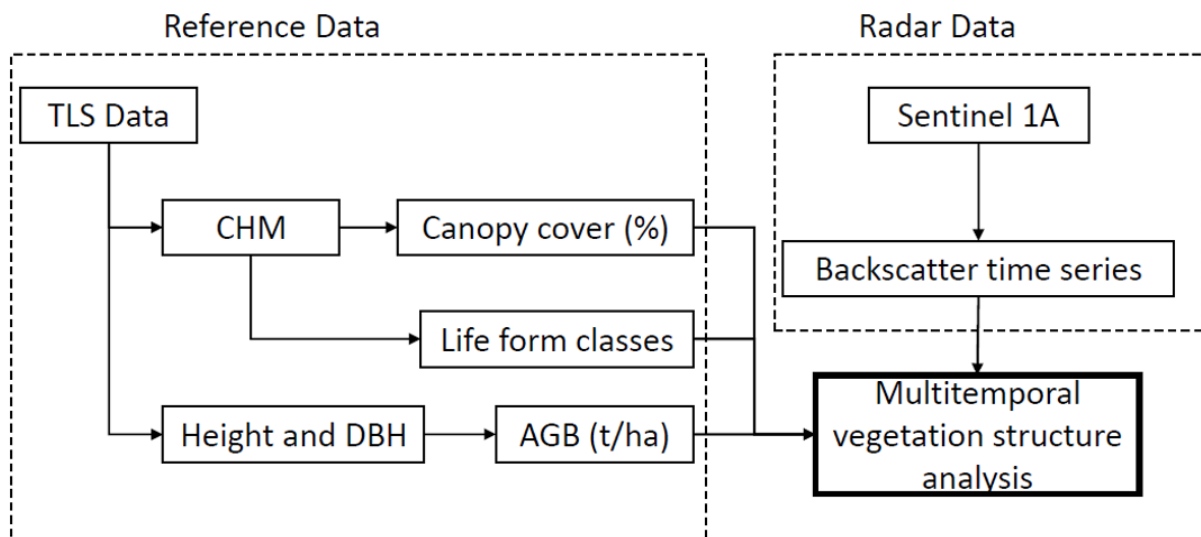 Reference Data
Radar Data
TLS Data
Sentinel 1A
CHM
Canopy cover (%)
Backscatter time series
Life form classes
Height and DBH
AGB (t/ha)
Multitemporal
vegetation structure
analysis